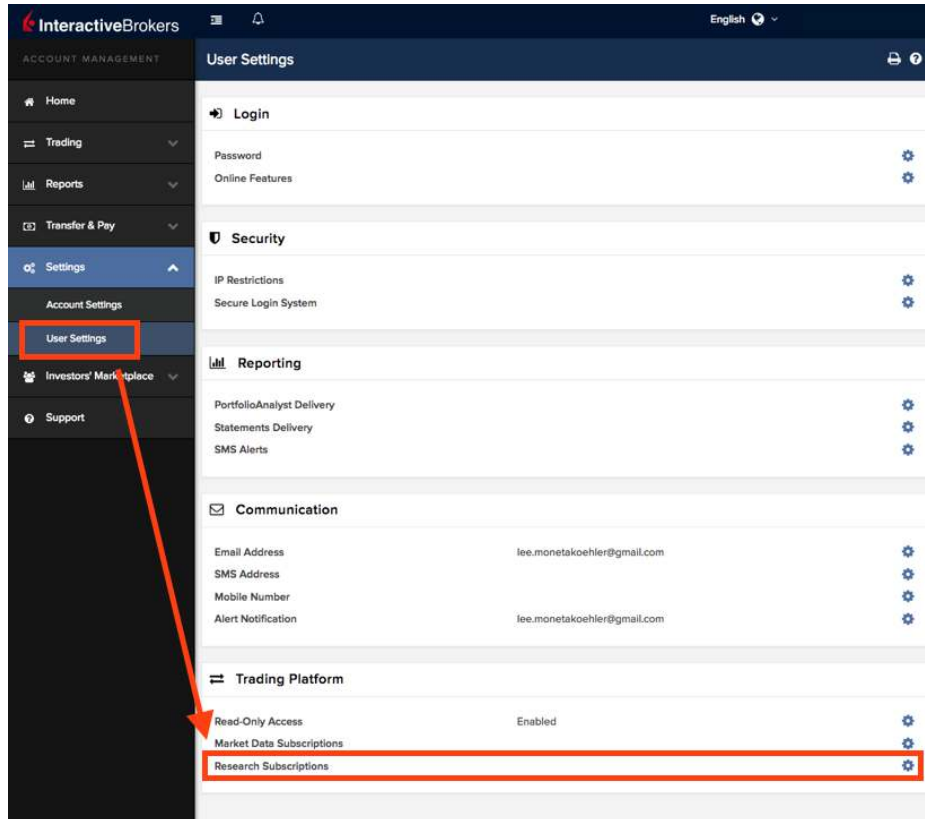 InteractiveBrokers
English
ACCOUNT MANAGEMENT
User Settings
Home
Trading
Reports
Transfer & Pay
Settings
Account Settings
User Settings
Investors' Marketplace
Support
Login
Password
Online Features
Security
IP Restrictions
Secure Login System
Reporting
PortfolioAnalyst Delivery
Statements Delivery
SMS Alerts
Communication
Email Address lee.monetakoehler@gmail.com
SMS Address
Mobile Number
Alert Notification lee.monetakoehler@gmail.com
Trading Platform
Read-Only Access Enabled
Market Data Subscriptions
Research Subscriptions